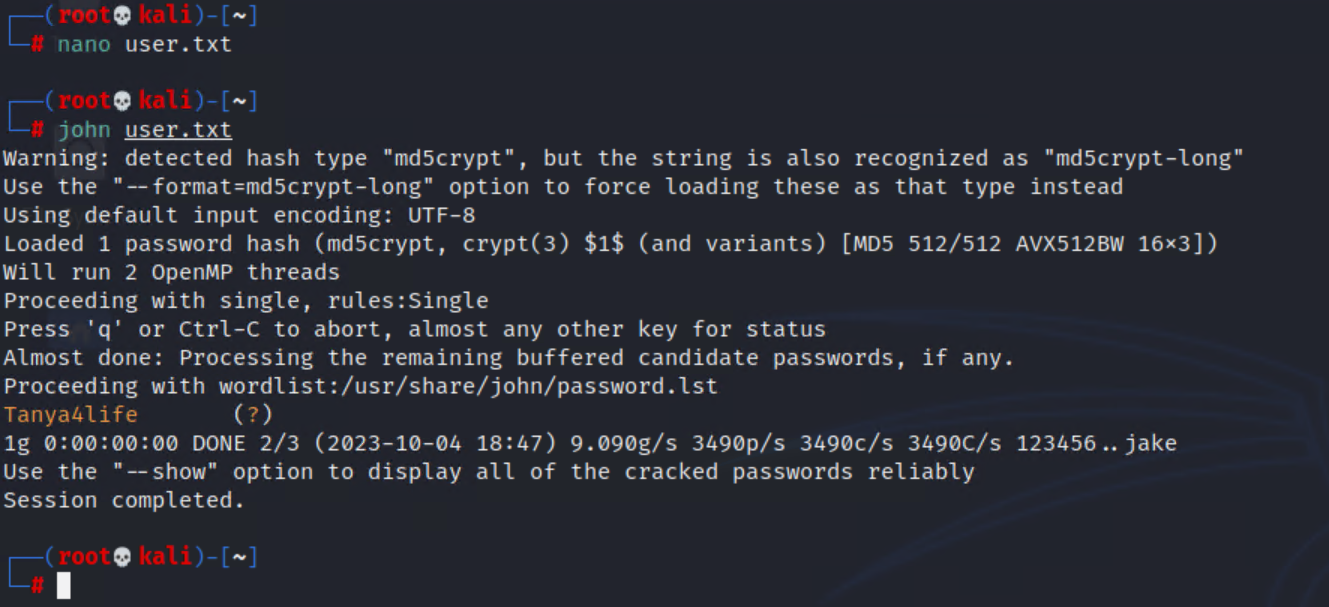 ┌──(root💀kali)-[~]
└─# nano user.txt
┌──(root💀kali)-[~]
└─# john user.txt
Warning: detected hash type "md5crypt", but the string is also recognized as "md5crypt-long"
Use the "--format=md5crypt-long" option to force loading these as that type instead
Using default input encoding: UTF-8
Loaded 1 password hash (md5crypt, crypt(3) $1$ (and variants) [MD5 512/512 AVX512BW 16×3])
Will run 2 OpenMP threads
Proceeding with single, rules:Single
Press 'q' or Ctrl-C to abort, almost any other key for status
Almost done: Processing the remaining buffered candidate passwords, if any.
Proceeding with wordlist:/usr/share/john/password.lst
Tanya4life       (?)
1g 0:00:00:00 DONE 2/3 (2023-10-04 18:47) 9.090g/s 3490p/s 3490c/s 3490C/s 123456..jake
Use the "--show" option to display all of the cracked passwords reliably
Session completed.
┌──(root💀kali)-[~]
└─#